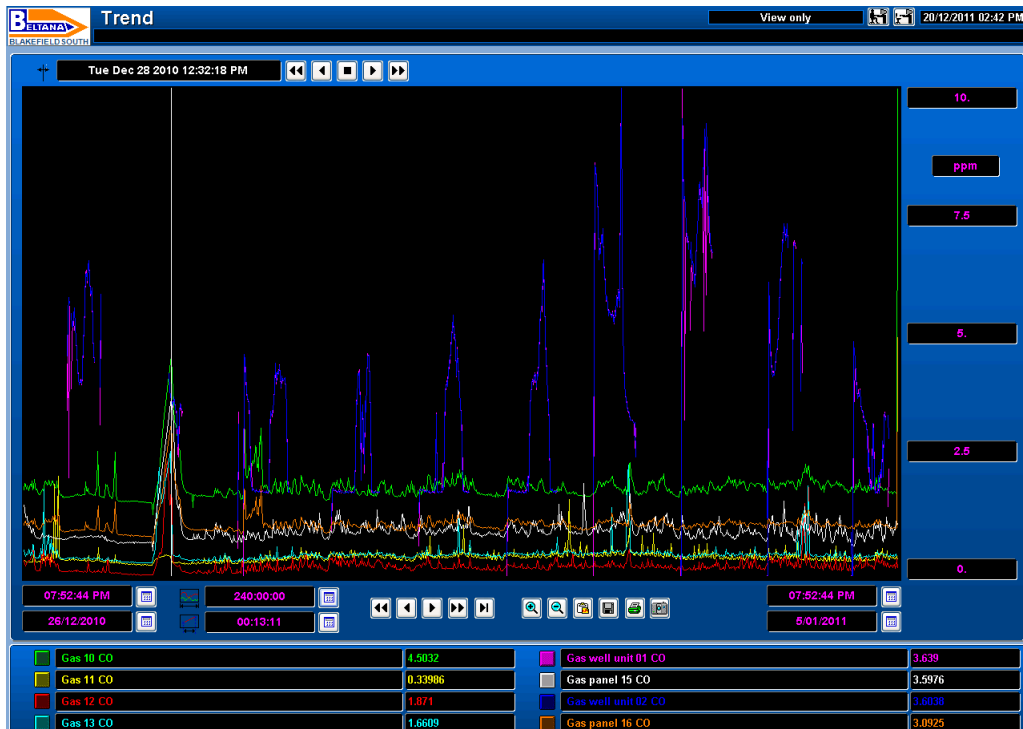 BELTANA
BLAKEFIELD SOUTH
Trend
View only
20/12/2011 02:42 PM
Tue Dec 28 2010 12:32:18 PM
10.
ppm
7.5
5.
2.5
0.
07:52:44 PM
240:00:00
07:52:44 PM
26/12/2010
00:13:11
5/01/2011
Gas 10 CO 4.5032 Gas well unit 01 CO 3.639
Gas 11 CO 0.33986 Gas panel 15 CO 3.5976
Gas 12 CO 1.871 Gas well unit 02 CO
Gas 13 CO 1.6609 Gas panel 16 CO 3.0925